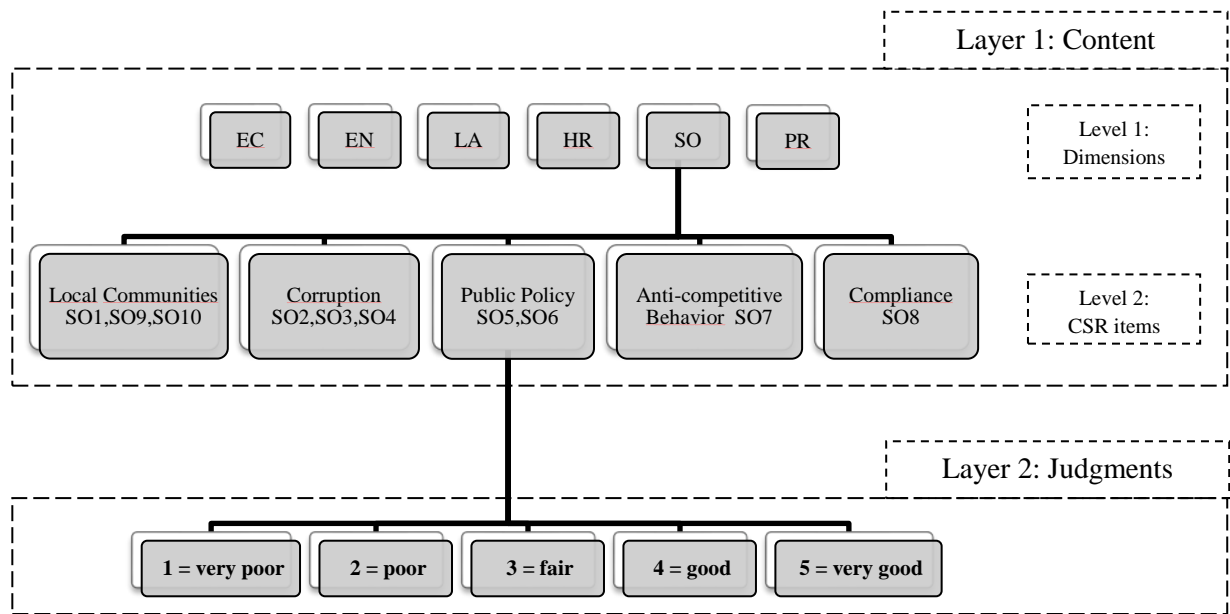 Layer 1: Content
EC
EN
LA
HR
SO
PR
Level 1:
Dimensions
Local Communities
SO1,SO9,SO10
Corruption
SO2,SO3,SO4
Public Policy
SO5,SO6
Anti-competitive
Behavior SO7
Compliance
SO8
Level 2:
CSR items
Layer 2: Judgments
1 = very poor
2 = poor
3 = fair
4 = good
5 = very good